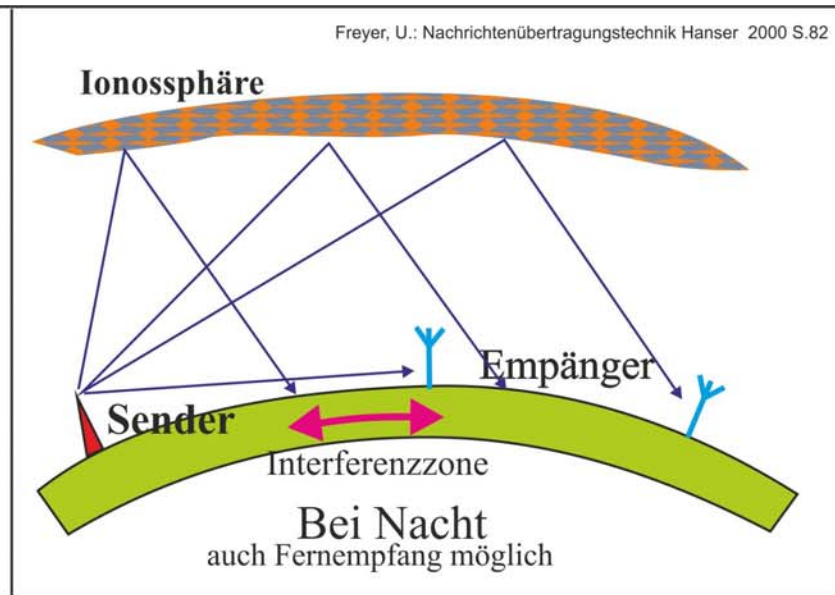 Freyer, U.: Nachrichtenübertragungstechnik Hanser 2000 S.82
Ionossphäre
Empänger
Sender
Interferenzzone
Bei Nacht
auch Fernempfang möglich